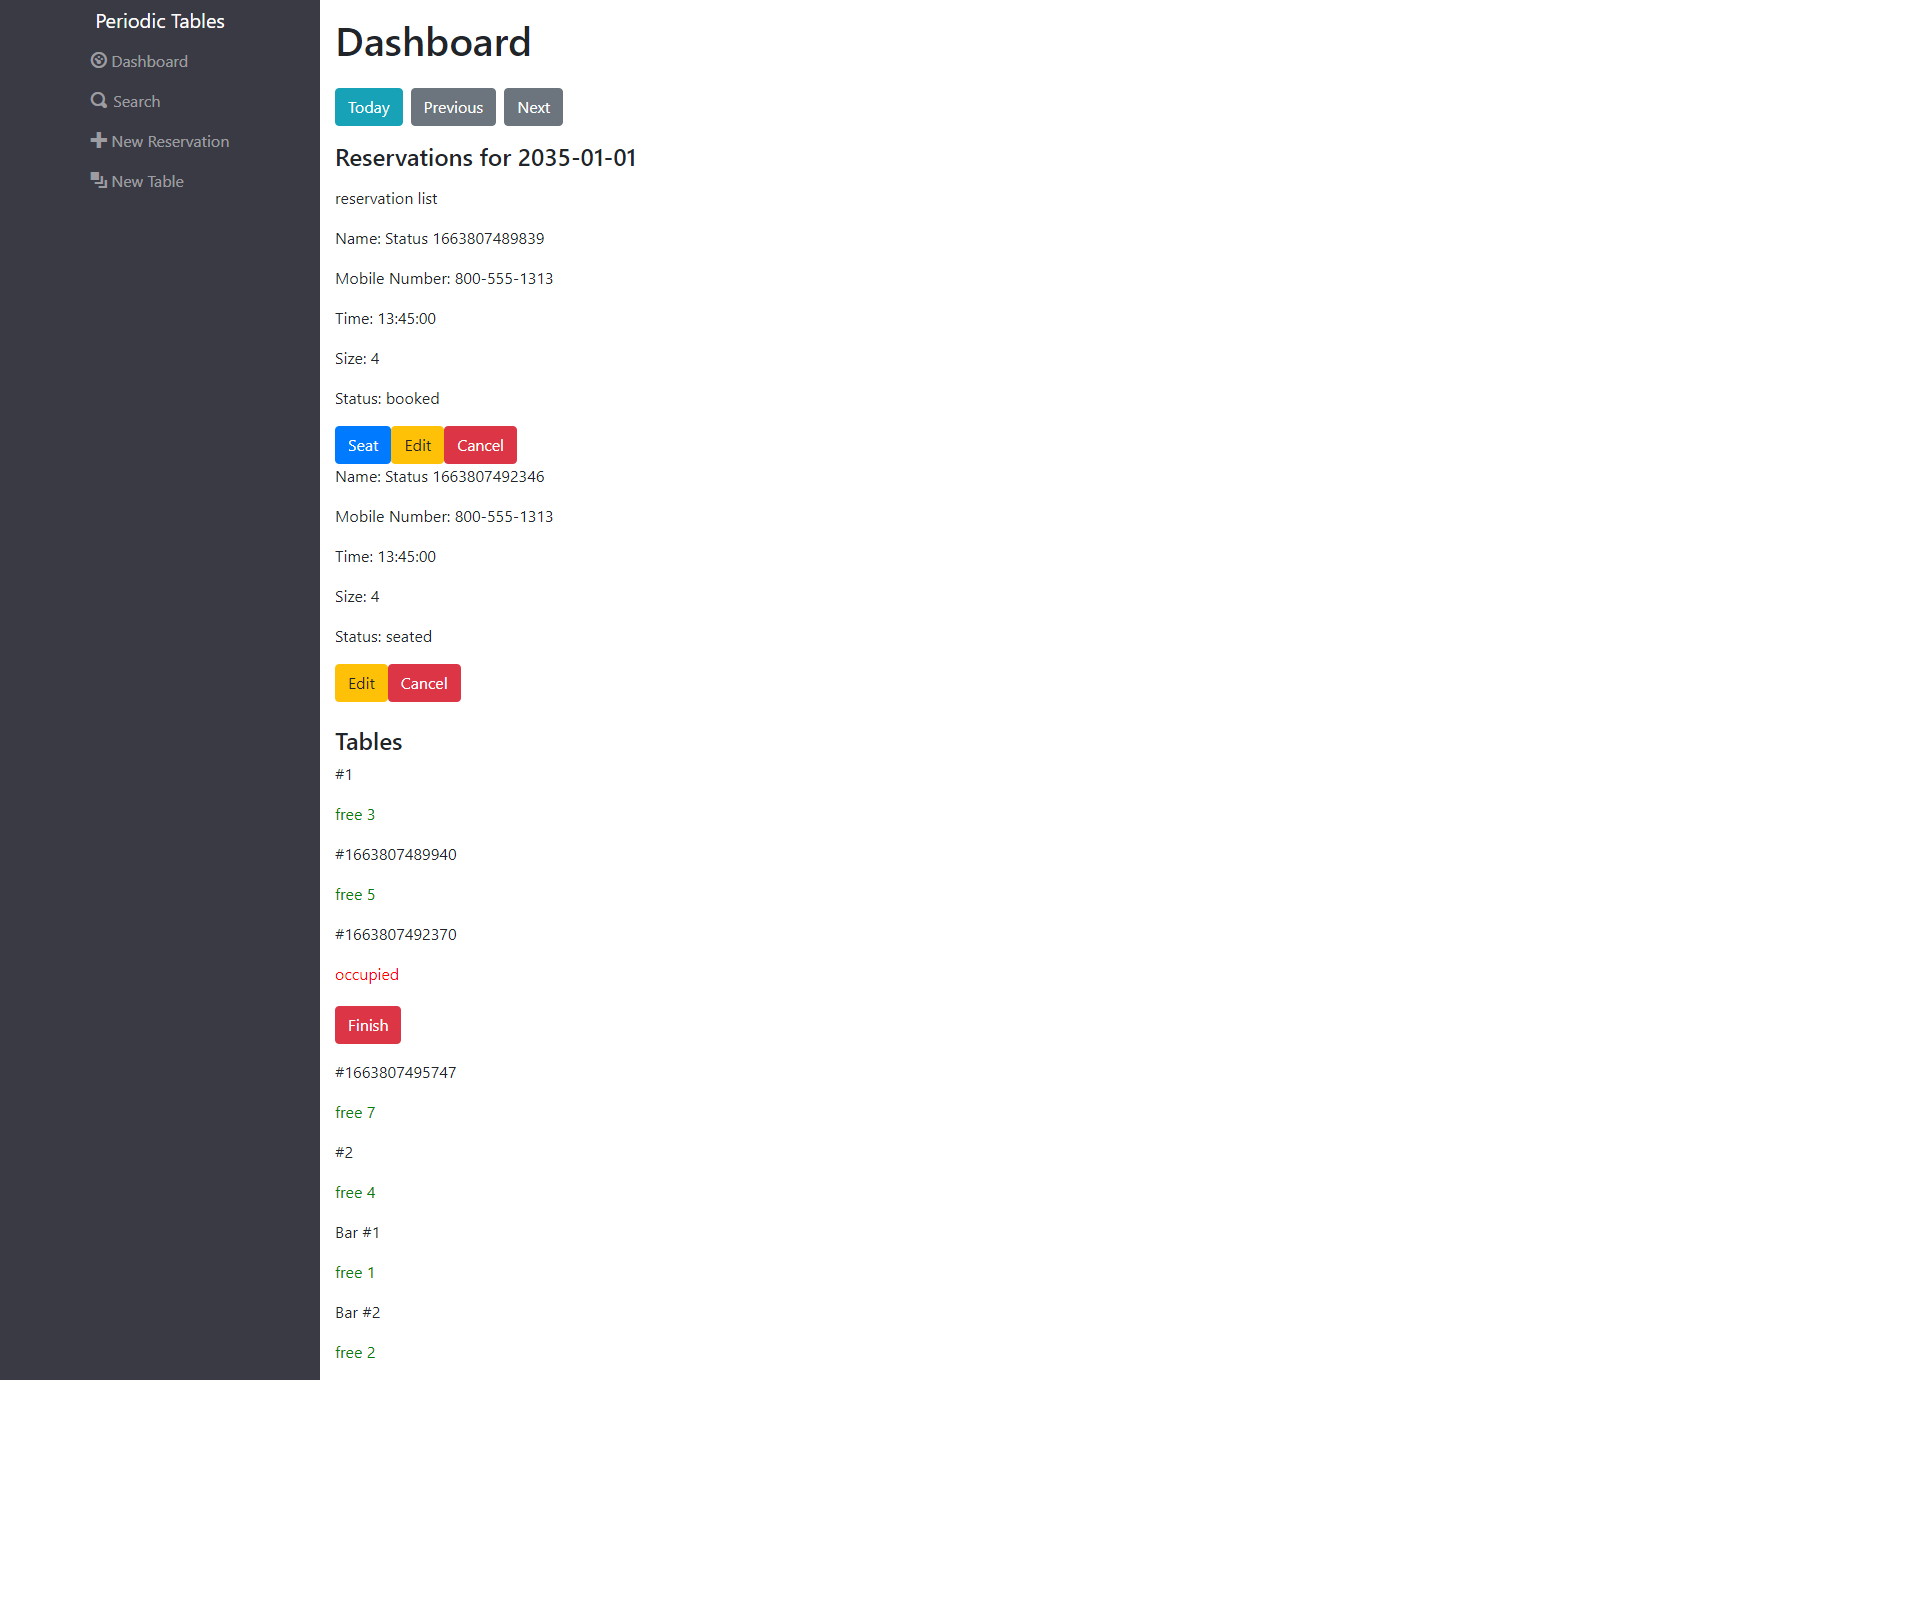 Periodic Tables
Dashboard
Search
New Reservation
New Table
Dashboard
Today Previous Next
Reservations for 2035-01-01
reservation list
Name: Status 1663807489839
Mobile Number: 800-555-1313
Time: 13:45:00
Size: 4
Status: booked
Seat Edit Cancel
Name: Status 1663807492346
Mobile Number: 800-555-1313
Time: 13:45:00
Size: 4
Status: seated
Edit Cancel
Tables
#1
free 3
#1663807489940
free 5
#1663807492370
occupied
Finish
#1663807495747
free 7
#2
free 4
Bar #1
free 1
Bar #2
free 2